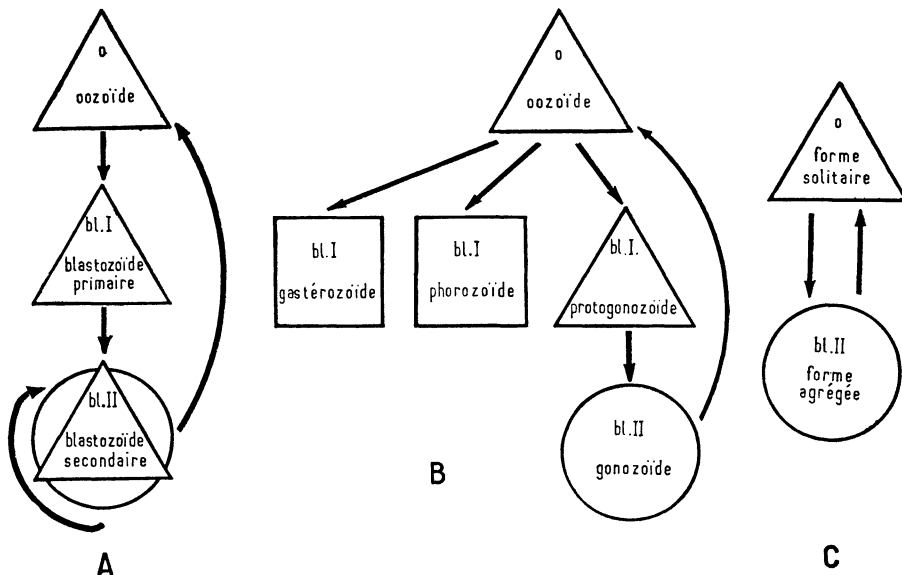 o
oozoïde
bl.I
blastozoïde
primaire
bl.II
blastozoïde
secondaire
A
o
oozoïde
bl.I
gastérozoïde
bl.I
phorozoïde
bl.I.
protogonozoïde
bl.II
gonozoïde
B
o
forme
solitaire
bl.II
forme
agrégée
C